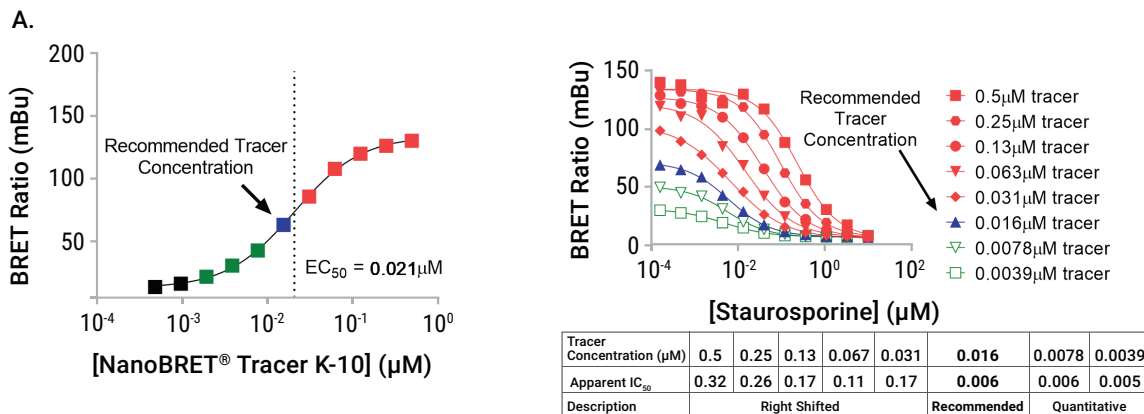 A.
200
150
100
50
BRET Ratio (mBu)
Recommended Tracer
Concentration
EC50 = 0.021µM
10-4
10-3
10-2
10-1
100
[NanoBRET® Tracer K-10] (µM)
150
100
50
0
BRET Ratio (mBu)
Recommended
Tracer
Concentration
0.5µM tracer
0.25µM tracer
0.13µM tracer
0.063µM tracer
0.031µM tracer
0.016µM tracer
0.0078µM tracer
0.0039µM tracer
10-4
10-2
100
102
[Staurosporine] (µM)
Tracer
Concentration (µM) 0.5 0.25 0.13 0.067 0.031 0.016 0.0078 0.0039
Apparent IC50 0.32 0.26 0.17 0.11 0.17 0.006 0.006 0.005
Description Right Shifted Recommended Quantitative